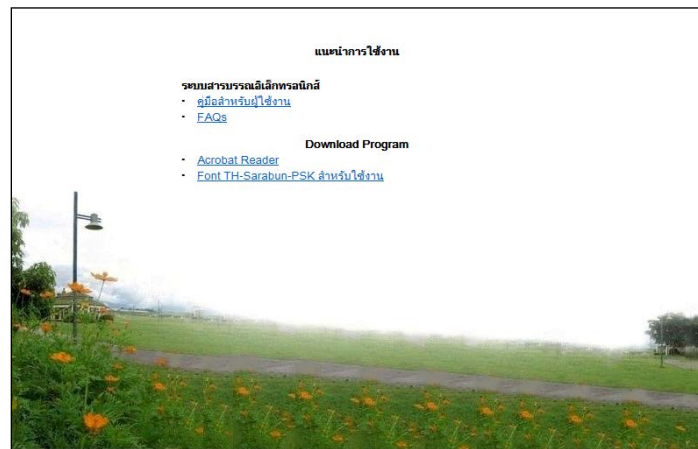 แนะนำการใช้งาน
ระบบสารบรรณอิเล็กทรอนิกส์
· คู่มือสำหรับผู้ใช้งาน
· FAQs
Download Program
· Acrobat Reader
· Font TH-Sarabun-PSK สำหรับใช้งาน